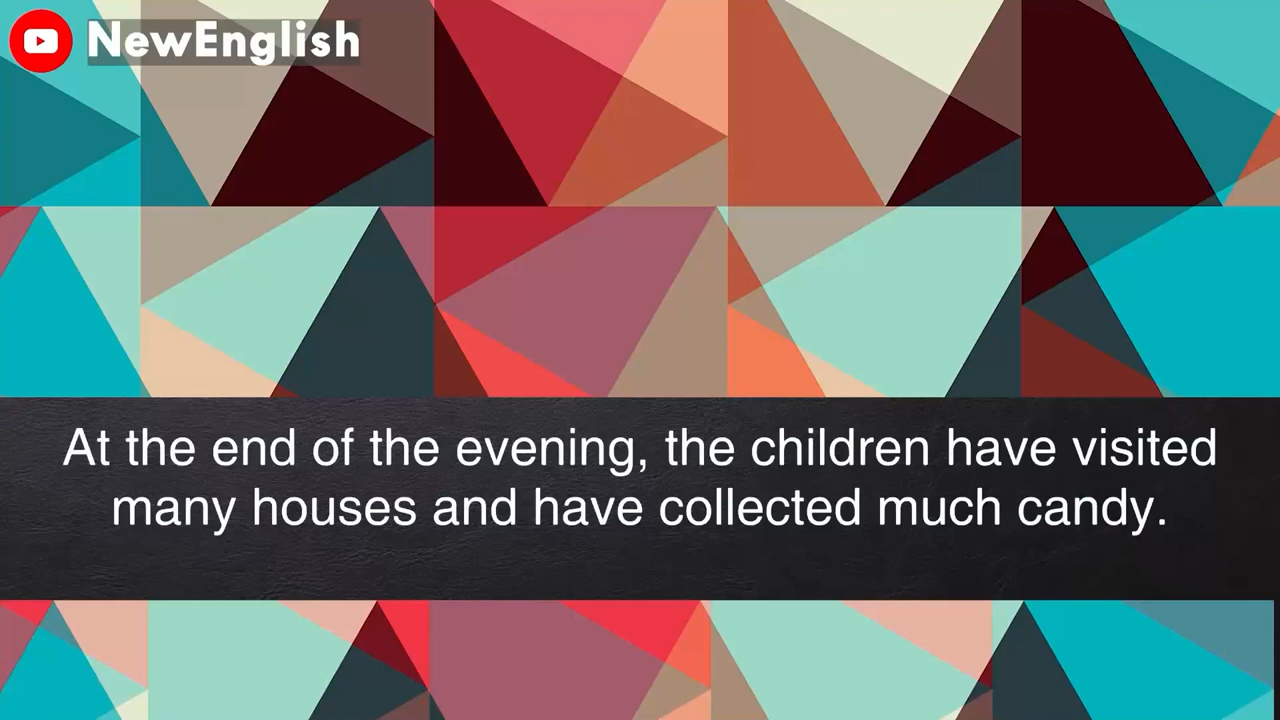 NewEnglish
At the end of the evening, the children have visited
many houses and have collected much candy.